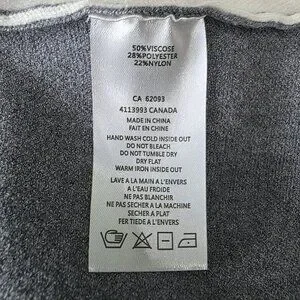 50%VISCOSE
28%POLYESTER
22%NYLON
CA 62093
4113993 CANADA
MADE IN CHINA
FAIT EN CHINE
HAND WASH COLD INSIDE OUT
DO NOT BLEACH
DO NOT TUMBLE DRY
DRY FLAT
WARM IRON INSIDE OUT
LAVE A LA MAIN A L'ENVERS
A L'EAU FROIDE
NE PAS BLANCHIR
NE PAS SECHER A LA MACHINE
SECHER A PLAT
FER TIEDE A L'ENVERS